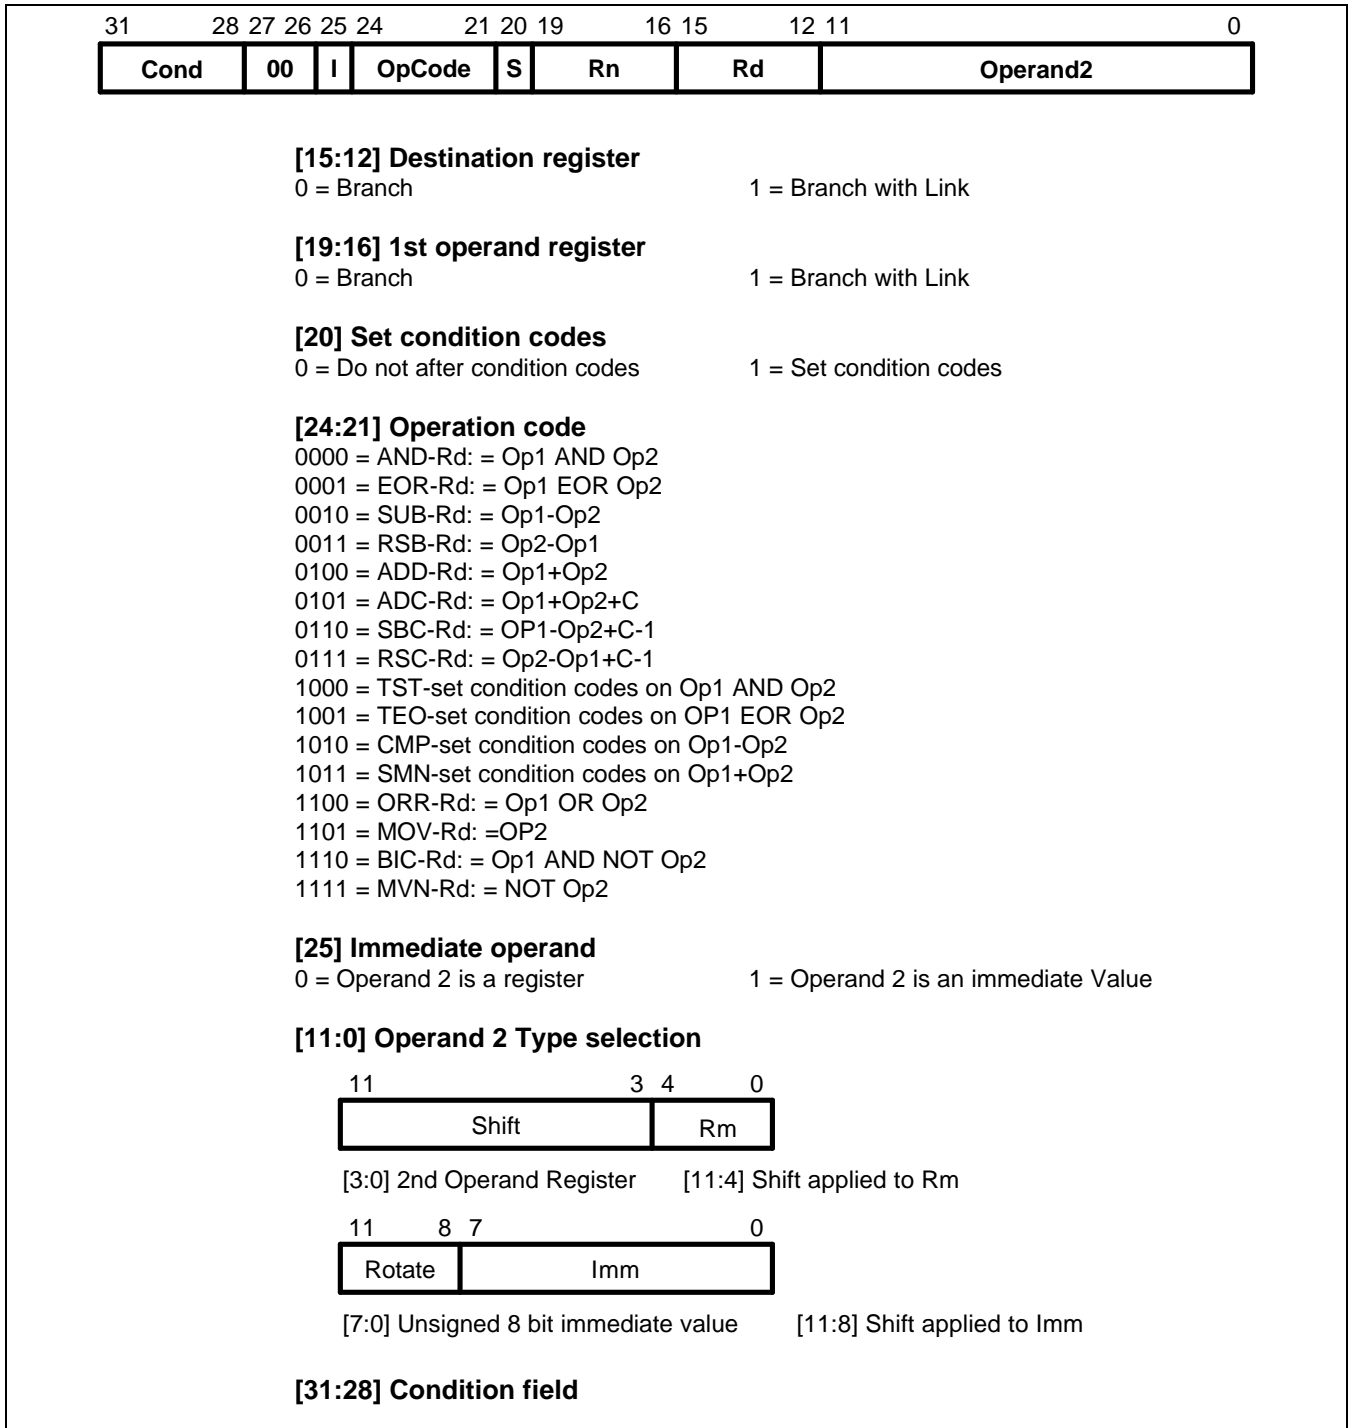 31 28 27 26 25 24 21 20 19 16 15 12 11 0
Cond 00 I OpCode S Rn Rd Operand2
[15:12] Destination register
0 = Branch 1 = Branch with Link
[19:16] 1st operand register
0 = Branch 1 = Branch with Link
[20] Set condition codes
0 = Do not after condition codes 1 = Set condition codes
[24:21] Operation code
0000 = AND-Rd: = Op1 AND Op2
0001 = EOR-Rd: = Op1 EOR Op2
0010 = SUB-Rd: = Op1-Op2
0011 = RSB-Rd: = Op2-Op1
0100 = ADD-Rd: = Op1+Op2
0101 = ADC-Rd: = Op1+Op2+C
0110 = SBC-Rd: = OP1-Op2+C-1
0111 = RSC-Rd: = Op2-Op1+C-1
1000 = TST-set condition codes on Op1 AND Op2
1001 = TEO-set condition codes on OP1 EOR Op2
1010 = CMP-set condition codes on Op1-Op2
1011 = SMN-set condition codes on Op1+Op2
1100 = ORR-Rd: = Op1 OR Op2
1101 = MOV-Rd: =OP2
1110 = BIC-Rd: = Op1 AND NOT Op2
1111 = MVN-Rd: = NOT Op2
[25] Immediate operand
0 = Operand 2 is a register 1 = Operand 2 is an immediate Value
[11:0] Operand 2 Type selection
11 3 4 0
Shift Rm
[3:0] 2nd Operand Register [11:4] Shift applied to Rm
11 8 7 0
Rotate Imm
[7:0] Unsigned 8 bit immediate value [11:8] Shift applied to Imm
[31:28] Condition field